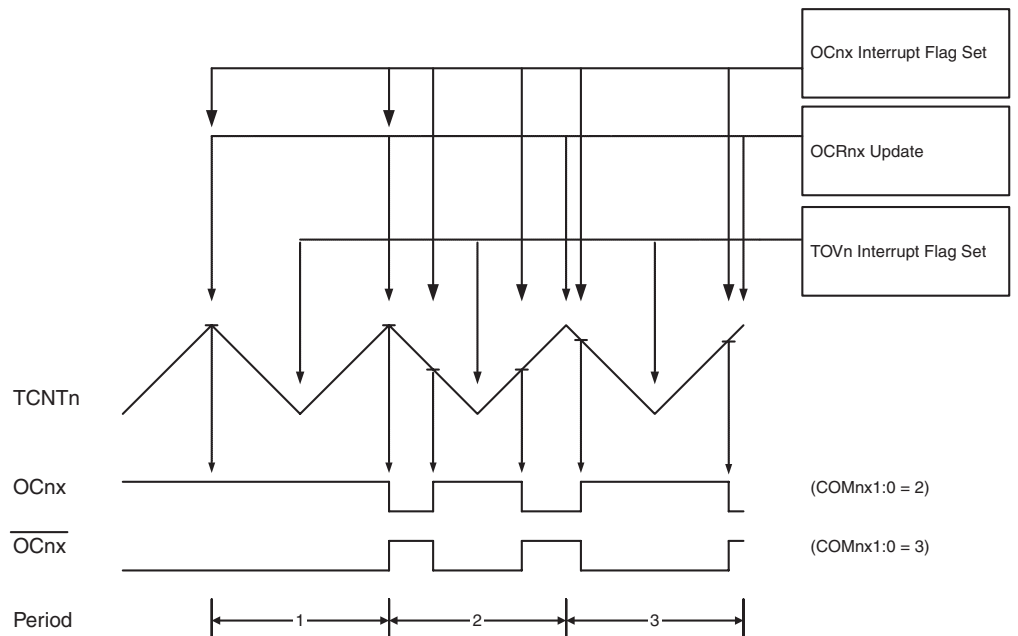 OCnx Interrupt Flag Set
OCRnx Update
TOVn Interrupt Flag Set
TCNTn
OCnx
(COMnx1:0 = 2)
OCnx
(COMnx1:0 = 3)
Period
1
2
3